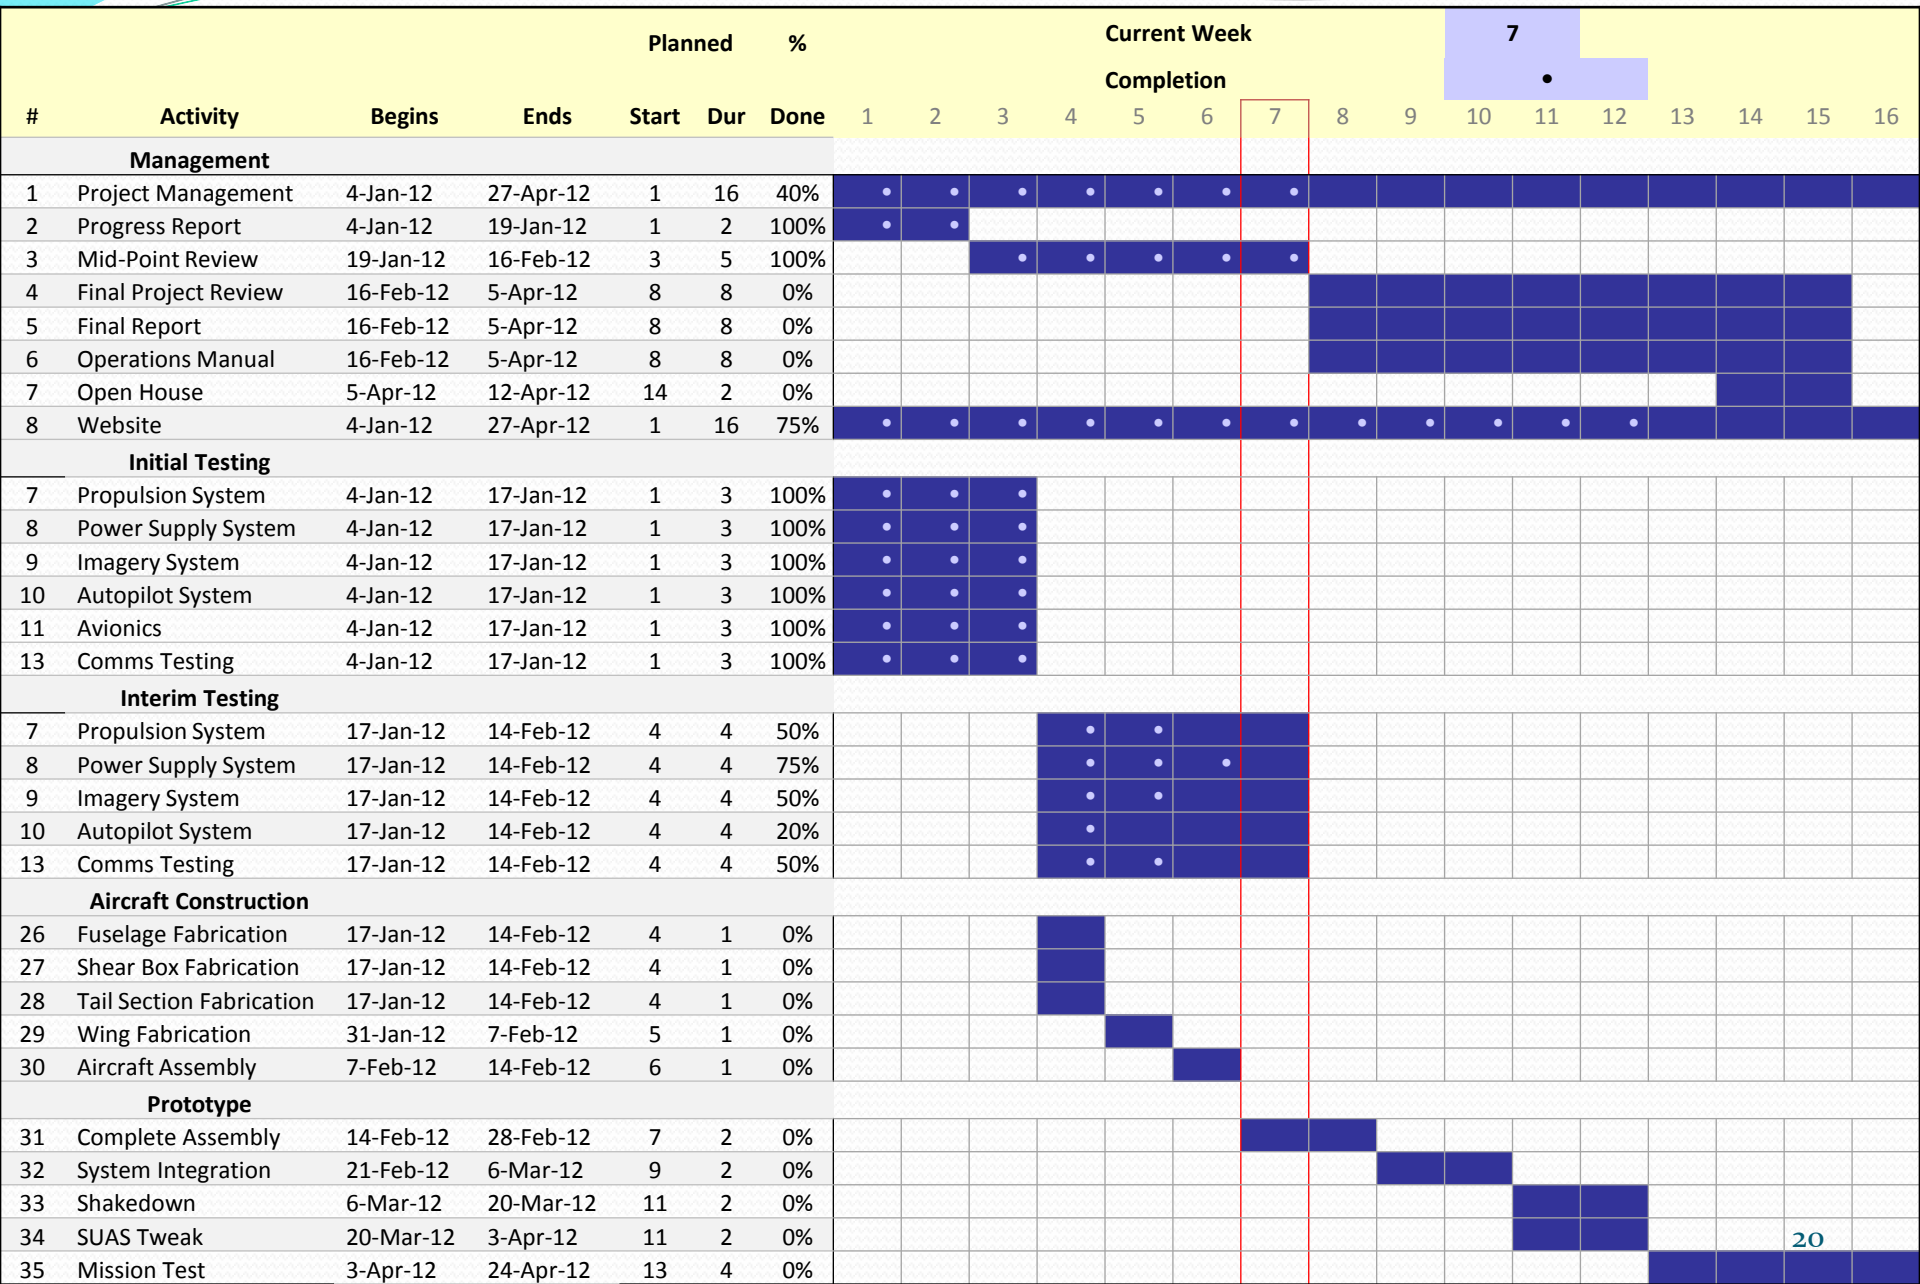 Planned % Current Week 7
Completion •
# Activity Begins Ends Start Dur Done 1 2 3 4 5 6 7 8 9 10 11 12 13 14 15 16
Management
1 Project Management 4-Jan-12 27-Apr-12 1 16 40%
2 Progress Report 4-Jan-12 19-Jan-12 1 2 100%
3 Mid-Point Review 19-Jan-12 16-Feb-12 3 5 100%
4 Final Project Review 16-Feb-12 5-Apr-12 8 8 0%
5 Final Report 16-Feb-12 5-Apr-12 8 8 0%
6 Operations Manual 16-Feb-12 5-Apr-12 8 8 0%
7 Open House 5-Apr-12 12-Apr-12 14 2 0%
8 Website 4-Jan-12 27-Apr-12 1 16 75%
Initial Testing
7 Propulsion System 4-Jan-12 17-Jan-12 1 3 100%
8 Power Supply System 4-Jan-12 17-Jan-12 1 3 100%
9 Imagery System 4-Jan-12 17-Jan-12 1 3 100%
10 Autopilot System 4-Jan-12 17-Jan-12 1 3 100%
11 Avionics 4-Jan-12 17-Jan-12 1 3 100%
13 Comms Testing 4-Jan-12 17-Jan-12 1 3 100%
Interim Testing
7 Propulsion System 17-Jan-12 14-Feb-12 4 4 50%
8 Power Supply System 17-Jan-12 14-Feb-12 4 4 75%
9 Imagery System 17-Jan-12 14-Feb-12 4 4 50%
10 Autopilot System 17-Jan-12 14-Feb-12 4 4 20%
13 Comms Testing 17-Jan-12 14-Feb-12 4 4 50%
Aircraft Construction
26 Fuselage Fabrication 17-Jan-12 14-Feb-12 4 1 0%
27 Shear Box Fabrication 17-Jan-12 14-Feb-12 4 1 0%
28 Tail Section Fabrication 17-Jan-12 14-Feb-12 4 1 0%
29 Wing Fabrication 31-Jan-12 7-Feb-12 5 1 0%
30 Aircraft Assembly 7-Feb-12 14-Feb-12 6 1 0%
Prototype
31 Complete Assembly 14-Feb-12 28-Feb-12 7 2 0%
32 System Integration 21-Feb-12 6-Mar-12 9 2 0%
33 Shakedown 6-Mar-12 20-Mar-12 11 2 0%
34 SUAS Tweak 20-Mar-12 3-Apr-12 11 2 0% 20
35 Mission Test 3-Apr-12 24-Apr-12 13 4 0%